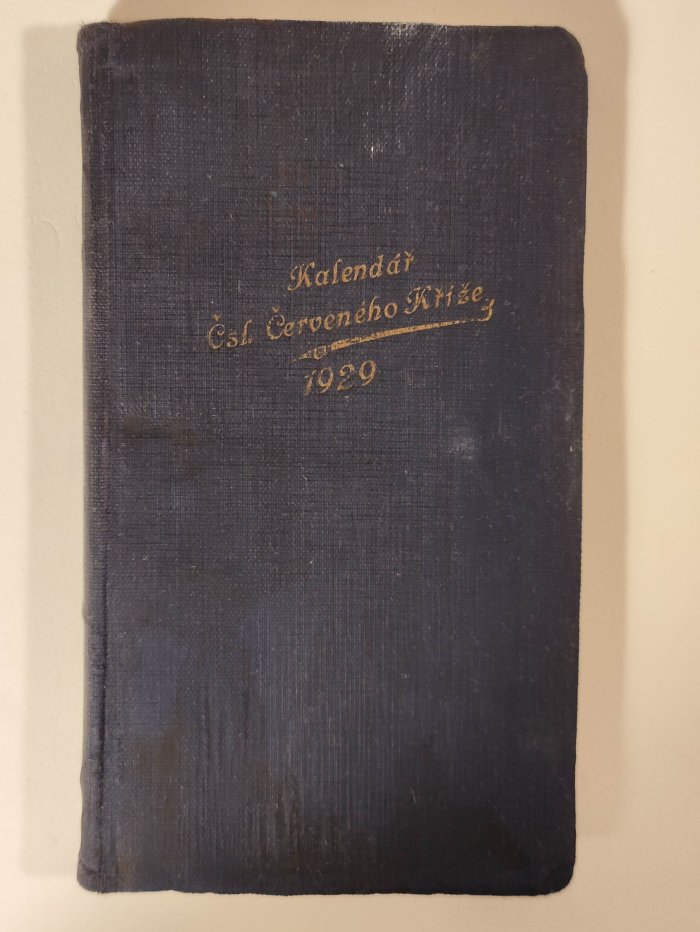 Kalendář
Čsl. Červeného Kříže
1929